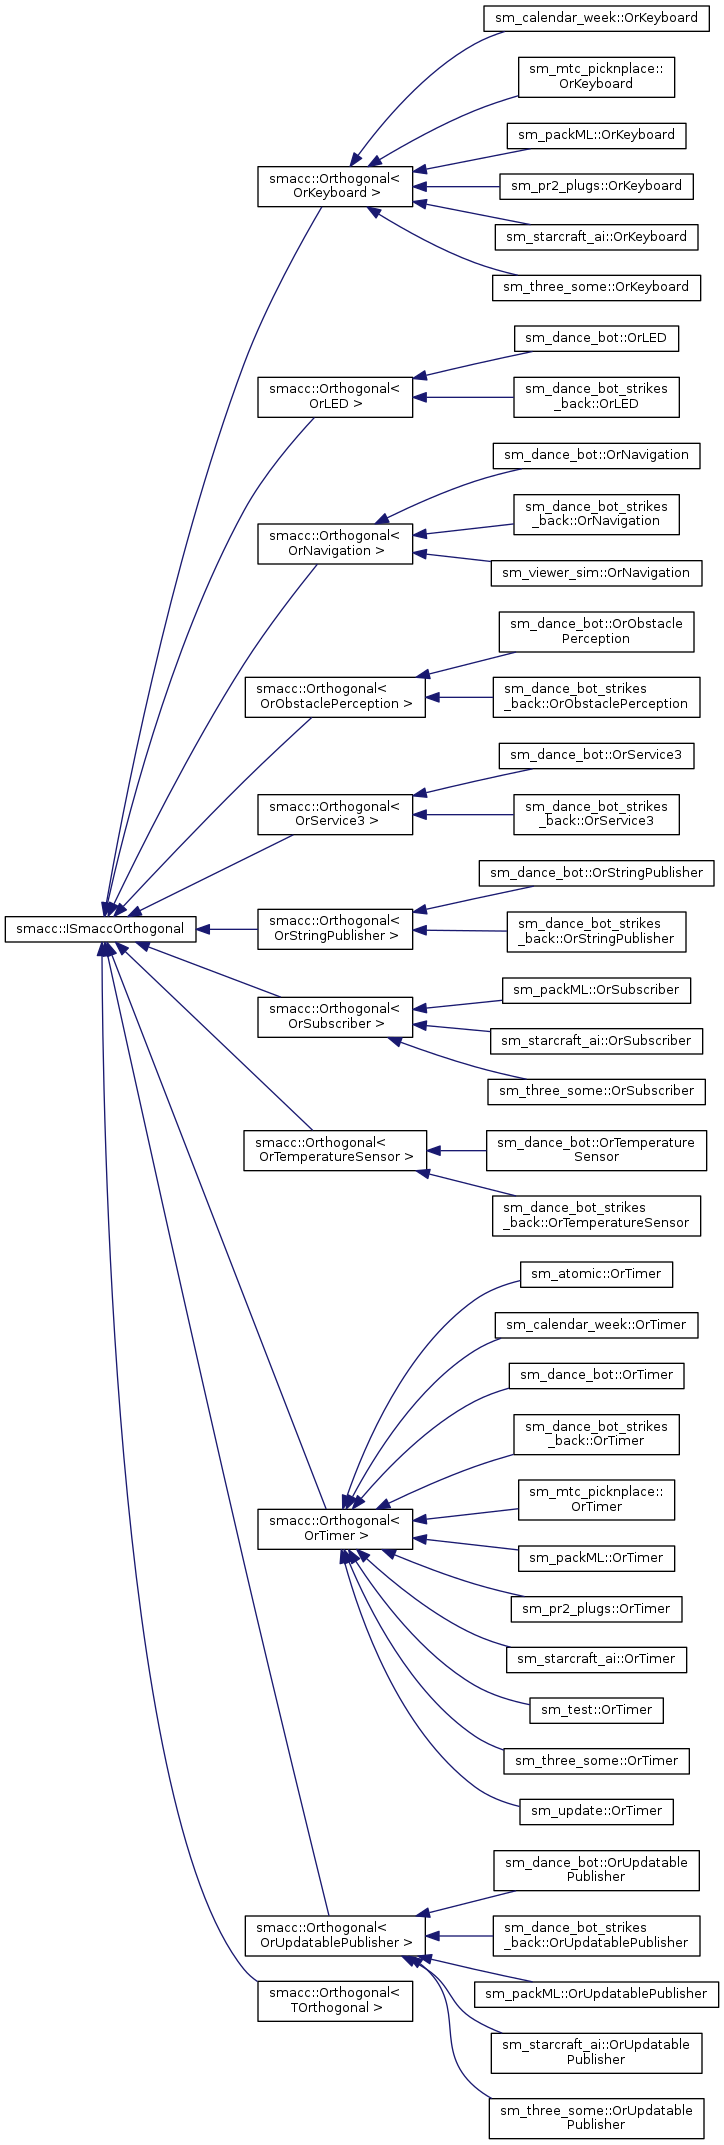 sm_calendar_week::OrKeyboard
sm_mtc_picknplace::
OrKeyboard
sm_packML::OrKeyboard
smacc::Orthogonal<
OrKeyboard >
sm_pr2_plugs::OrKeyboard
sm_starcraft_ai::OrKeyboard
sm_three_some::OrKeyboard
sm_dance_bot::OrLED
smacc::Orthogonal<
OrLED >
sm_dance_bot_strikes
_back::OrLED
sm_dance_bot::OrNavigation
sm_dance_bot_strikes
_back::OrNavigation
smacc::Orthogonal<
OrNavigation >
sm_viewer_sim::OrNavigation
sm_dance_bot::OrObstacle
Perception
smacc::Orthogonal<
OrObstaclePerception >
sm_dance_bot_strikes
_back::OrObstaclePerception
sm_dance_bot::OrService3
smacc::Orthogonal<
OrService3 >
sm_dance_bot_strikes
_back::OrService3
sm_dance_bot::OrStringPublisher
smacc::ISmaccOrthogonal
smacc::Orthogonal<
OrStringPublisher >
sm_dance_bot_strikes
_back::OrStringPublisher
sm_packML::OrSubscriber
smacc::Orthogonal<
OrSubscriber >
sm_starcraft_ai::OrSubscriber
sm_three_some::OrSubscriber
smacc::Orthogonal<
OrTemperatureSensor >
sm_dance_bot::OrTemperature
Sensor
sm_dance_bot_strikes
_back::OrTemperatureSensor
sm_atomic::OrTimer
sm_calendar_week::OrTimer
sm_dance_bot::OrTimer
sm_dance_bot_strikes
_back::OrTimer
sm_mtc_picknplace::
OrTimer
smacc::Orthogonal<
OrTimer >
sm_packML::OrTimer
sm_pr2_plugs::OrTimer
sm_starcraft_ai::OrTimer
sm_test::OrTimer
sm_three_some::OrTimer
sm_update::OrTimer
sm_dance_bot::OrUpdatable
Publisher
smacc::Orthogonal<
OrUpdatablePublisher >
sm_dance_bot_strikes
_back::OrUpdatablePublisher
sm_packML::OrUpdatablePublisher
smacc::Orthogonal<
TOrthogonal >
sm_starcraft_ai::OrUpdatable
Publisher
sm_three_some::OrUpdatable
Publisher